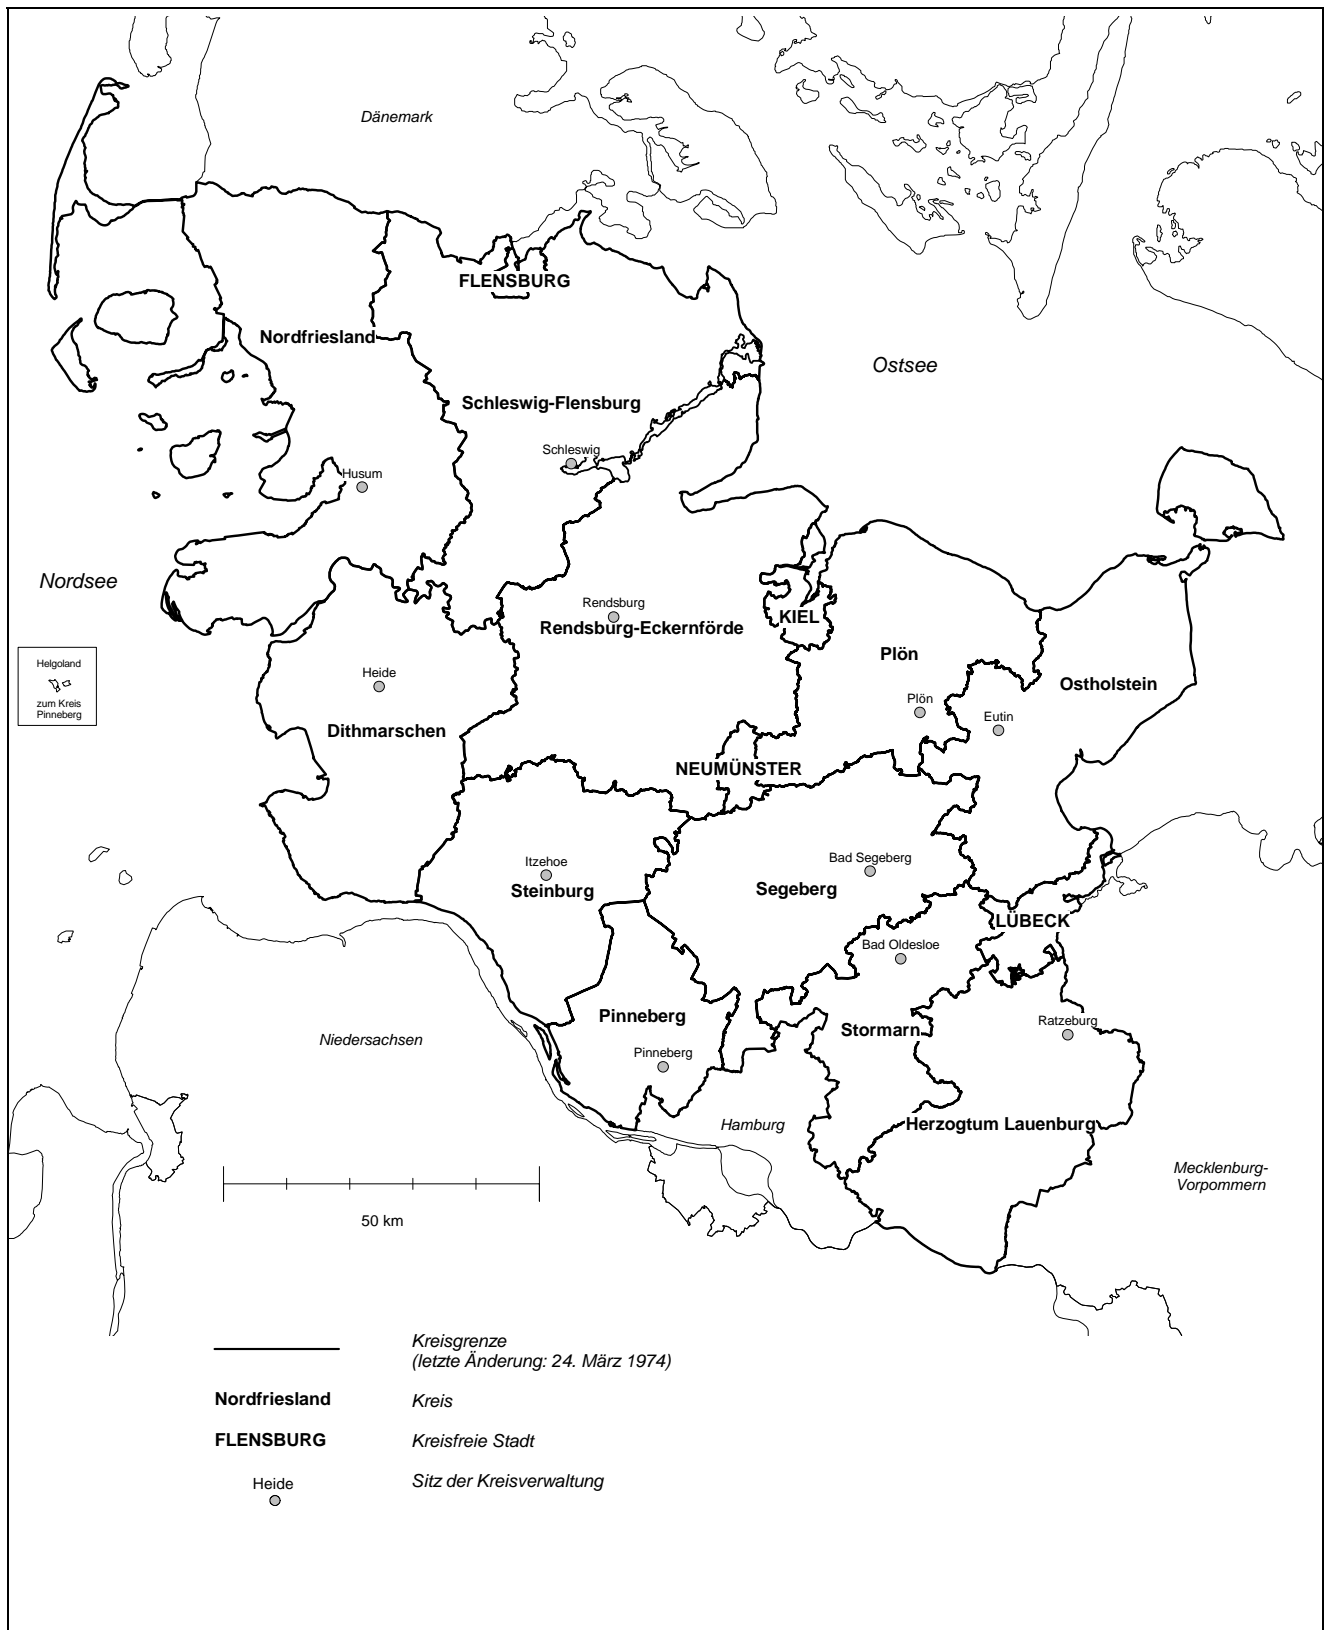 Dänemark
FLENSBURG
Nordfriesland
Ostsee
Schleswig-Flensburg
Schleswig
Husum
Nordsee
Rendsburg
Rendsburg-Eckernförde
KIEL
Plön
Helgoland
zum Kreis
Pinneberg
Heide
Ostholstein
Plön
Eutin
Dithmarschen
NEUMÜNSTER
Itzehoe
Steinburg
Bad Segeberg
Segeberg
LÜBECK
Bad Oldesloe
Pinneberg
Stormarn
Ratzeburg
Niedersachsen
Pinneberg
Hamburg
Herzogtum Lauenburg
Mecklenburg-
Vorpommern
50 km
Kreisgrenze
(letzte Änderung: 24. März 1974)
Nordfriesland Kreis
FLENSBURG Kreisfreie Stadt
Heide Sitz der Kreisverwaltung